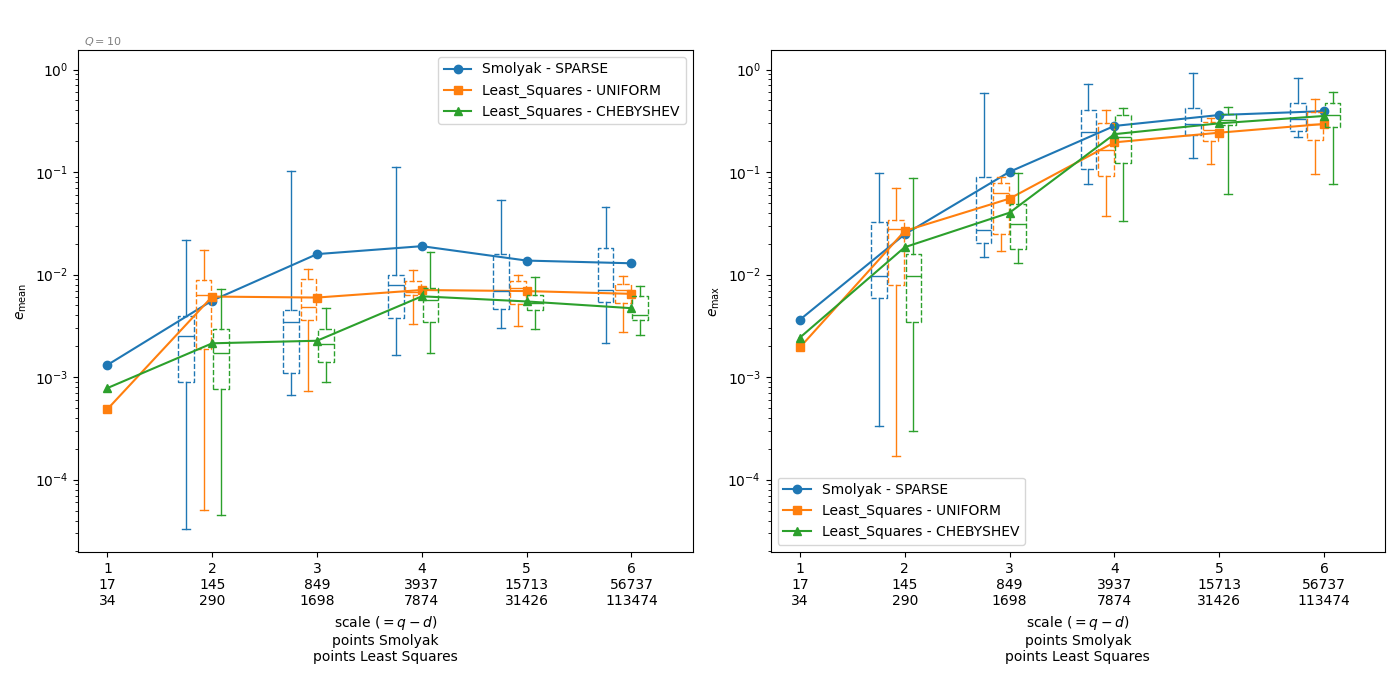 Q = 10
10⁰
10⁻¹
10⁻²
10⁻³
10⁻⁴
e_mean
Smolyak - SPARSE
Least_Squares - UNIFORM
Least_Squares - CHEBYSHEV
1 2 3 4 5 6
17 145 849 3937 15713 56737
34 290 1698 7874 31426 113474
scale (= q − d)
points Smolyak
points Least Squares
10⁰
10⁻¹
10⁻²
10⁻³
10⁻⁴
e_max
Smolyak - SPARSE
Least_Squares - UNIFORM
Least_Squares - CHEBYSHEV
1 2 3 4 5 6
17 145 849 3937 15713 56737
34 290 1698 7874 31426 113474
scale (= q − d)
points Smolyak
points Least Squares